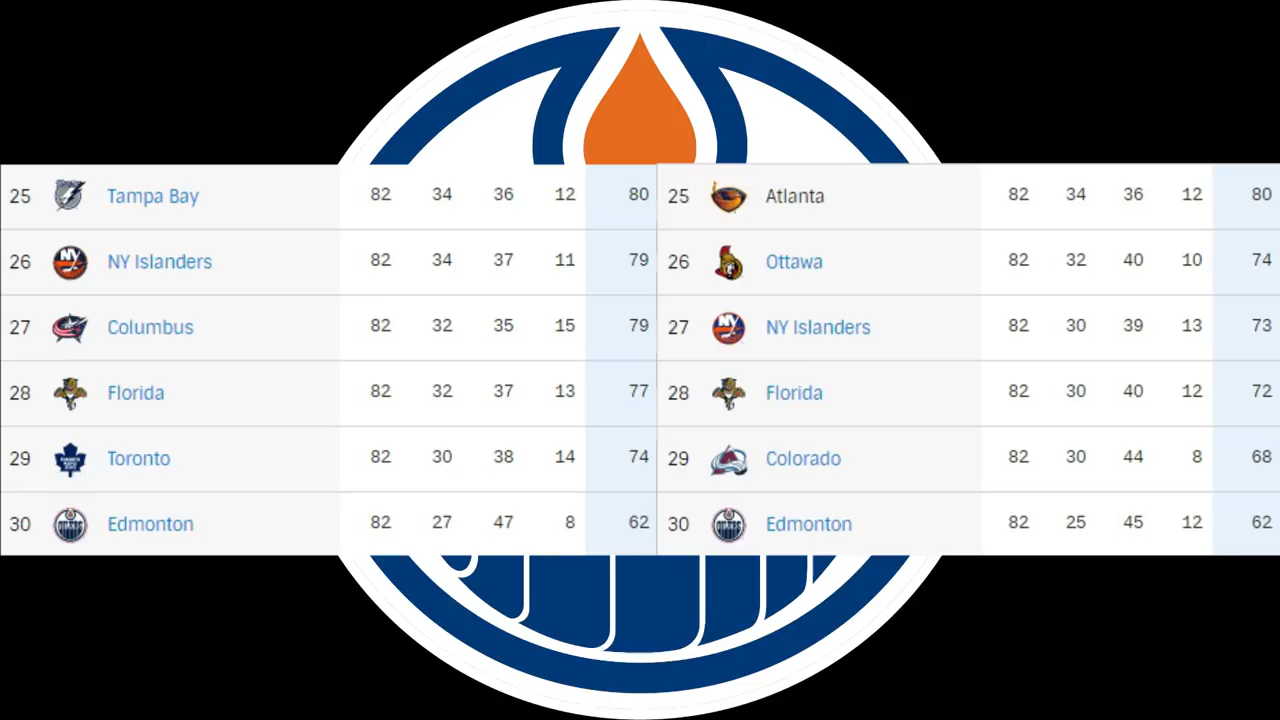 25 Tampa Bay 82 34 36 12 80
26 NY Islanders 82 34 37 11 79
27 Columbus 82 32 35 15 79
28 Florida 82 32 37 13 77
29 Toronto 82 30 38 14 74
30 Edmonton 82 27 47 8 62
25 Atlanta 82 34 36 12 80
26 Ottawa 82 32 40 10 74
27 NY Islanders 82 30 39 13 73
28 Florida 82 30 40 12 72
29 Colorado 82 30 44 8 68
30 Edmonton 82 25 45 12 62